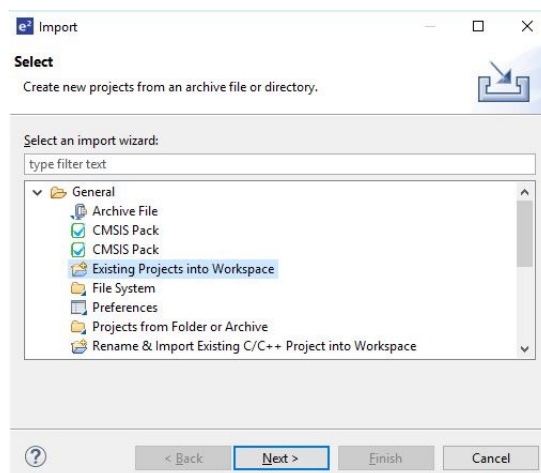 e² Import
Select
Create new projects from an archive file or directory.
Select an import wizard:
type filter text
General
Archive File
CMSIS Pack
CMSIS Pack
Existing Projects into Workspace
File System
Preferences
Projects from Folder or Archive
Rename & Import Existing C/C++ Project into Workspace
? < Back Next > Finish Cancel